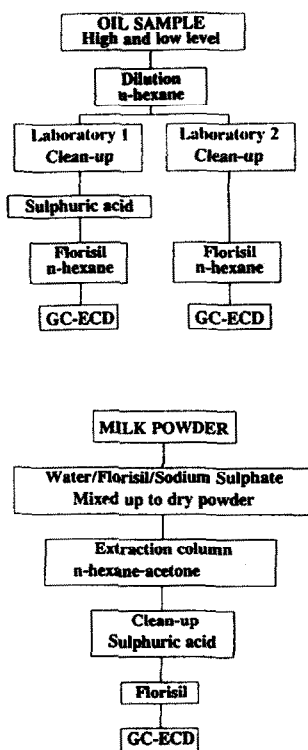 OIL SAMPLE
High and low level
Dilution
n-hexane
Laboratory 1
Clean-up
Laboratory 2
Clean-up
Sulphuric acid
Florisil
n-hexane
Florisil
n-hexane
GC-ECD
GC-ECD
MILK POWDER
Water/Florisil/Sodium Sulphate
Mixed up to dry powder
Extraction column
n-hexane-acetone
Clean-up
Sulphuric acid
Florisil
GC-ECD